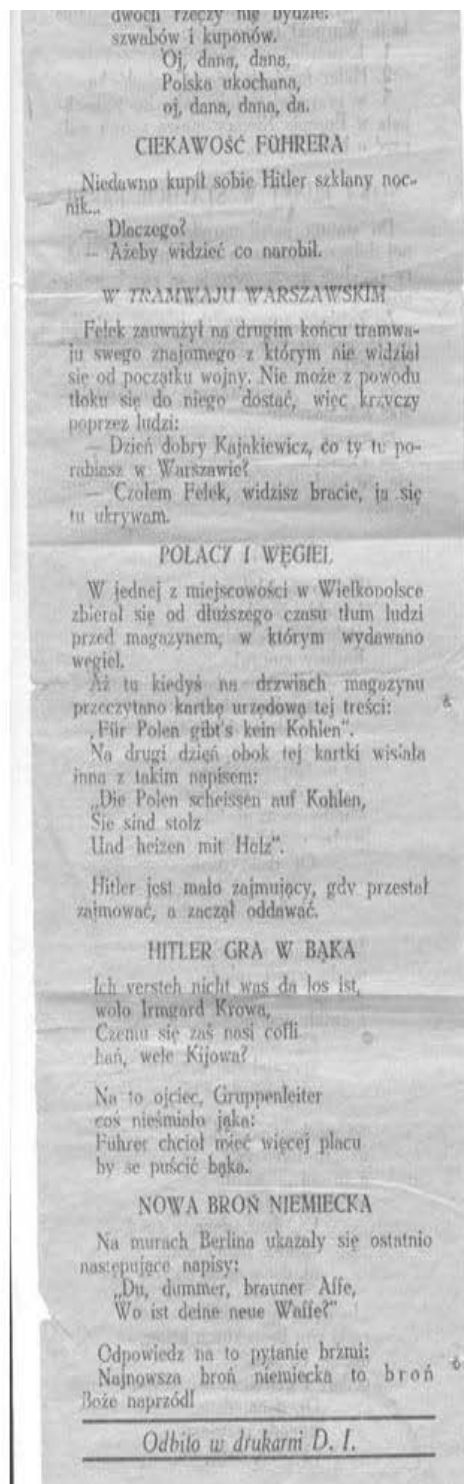 dwóch rzeczy nie bydzie:
szwabów i kuponów.
Oj, dana, dana,
Polska ukochana,
oj, dana, dana, da.
CIEKAWOŚĆ FÜHRERA
Niedawno kupił sobie Hitler szklany noc-
nik...
— Dlaczego?
— Ażeby widzieć co narobił.
W TRAMWAJU WARSZAWSKIM
Felek zauważył na drugim końcu tramwa-
ju swego znajomego z którym nie widział
się od początku wojny. Nie może z powodu
tłoku się do niego dostać, więc krzyczy
poprzez ludzi:
— Dzień dobry Kajakiewicz, co ty tu po-
rabiasz w Warszawie?
— Czołem Felek, widzisz bracie, ja się
tu ukrywam.
POLACY I WĘGIEL
W jednej z miejscowości w Wielkopolsce
zbierał się od dłuższego czasu tłum ludzi
przed magazynem, w którym wydawano
węgiel.
Aż tu kiedyś na drzwiach magazynu
przeczytano kartkę urzędową tej treści:
„Für Polen gibt's kein Kohlen".
Na drugi dzień obok tej kartki wisiała
inna z takim napisem:
„Die Polen scheissen auf Kohlen,
Sie sind stolz
Und heizen mit Holz".
Hitler jest mało zajmujący, gdy przestał
zajmować, a zaczął oddawać.
HITLER GRA W BĄKA
Ich versteh nicht was da los ist,
woło Irmgard Krowa,
Czemu się zaś nasi cofli
hań, wele Kijowa?
Na to ojciec, Gruppenleiter
coś nieśmiało jąka:
Führer chcioł mieć więcej placu
by se puścić bąka.
NOWA BROŃ NIEMIECKA
Na murach Berlina ukazały się ostatnio
następujące napisy:
„Du, dummer, brauner Affe,
Wo ist deine neue Waffe?"
Odpowiedz na to pytanie brzmi:
Najnowsza broń niemiecka to broń
Boże naprzód!
Odbito w drukarni D. I.